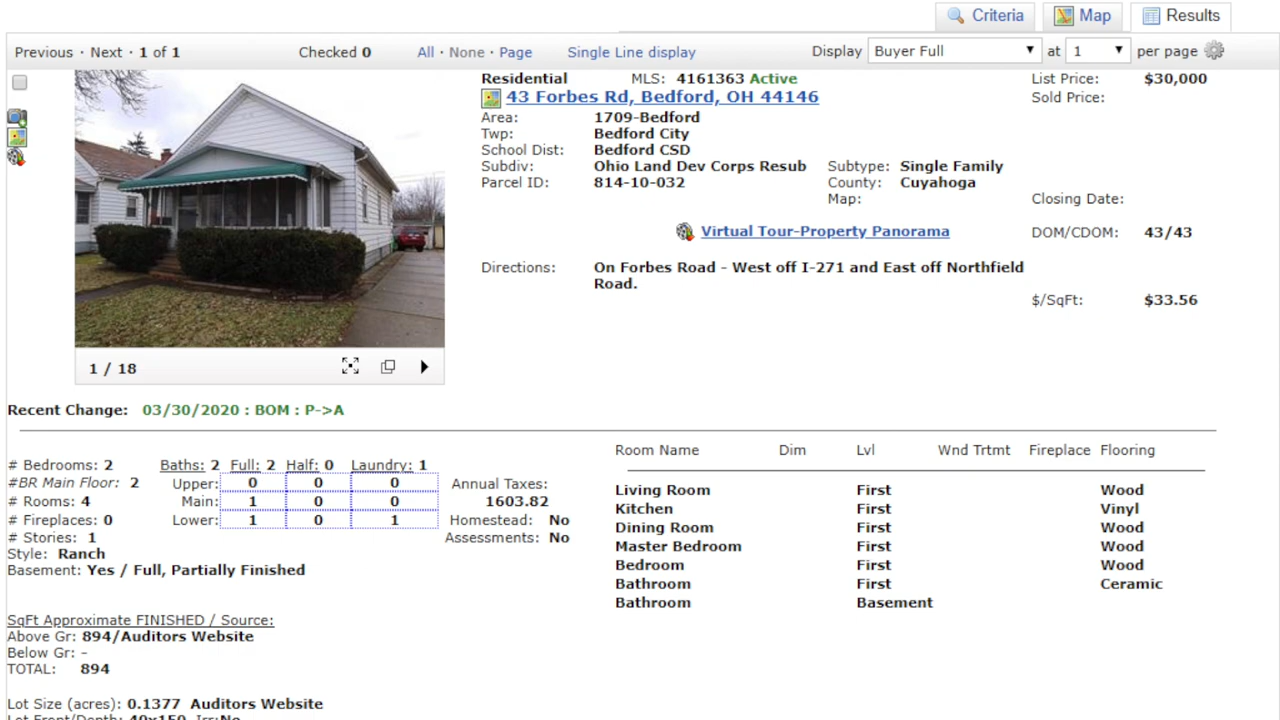 Criteria Map Results
Previous · Next · 1 of 1 Checked 0 All · None · Page Single Line display Display Buyer Full at 1 per page
Residential MLS: 4161363 Active List Price: $30,000
43 Forbes Rd, Bedford, OH 44146 Sold Price:
Area: 1709-Bedford
Twp: Bedford City
School Dist: Bedford CSD
Subdiv: Ohio Land Dev Corps Resub Subtype: Single Family
Parcel ID: 814-10-032 County: Cuyahoga
Map: Closing Date:
Virtual Tour-Property Panorama DOM/CDOM: 43/43
Directions: On Forbes Road - West off I-271 and East off Northfield
Road.
$/SqFt: $33.56
1 / 18
Recent Change: 03/30/2020 : BOM : P->A
# Bedrooms: 2 Baths: 2 Full: 2 Half: 0 Laundry: 1
#BR Main Floor: 2 Upper: 0 0 0 Annual Taxes:
# Rooms: 4 Main: 1 0 0 1603.82
# Fireplaces: 0 Lower: 1 0 1 Homestead: No
# Stories: 1 Assessments: No
Style: Ranch
Basement: Yes / Full, Partially Finished
SqFt Approximate FINISHED / Source:
Above Gr: 894/Auditors Website
Below Gr: -
TOTAL: 894
Lot Size (acres): 0.1377 Auditors Website
Lot Front/Depth: 40x150 Irr:No
Room Name Dim Lvl Wnd Trtmt Fireplace Flooring
Living Room First Wood
Kitchen First Vinyl
Dining Room First Wood
Master Bedroom First Wood
Bedroom First Wood
Bathroom First Ceramic
Bathroom Basement